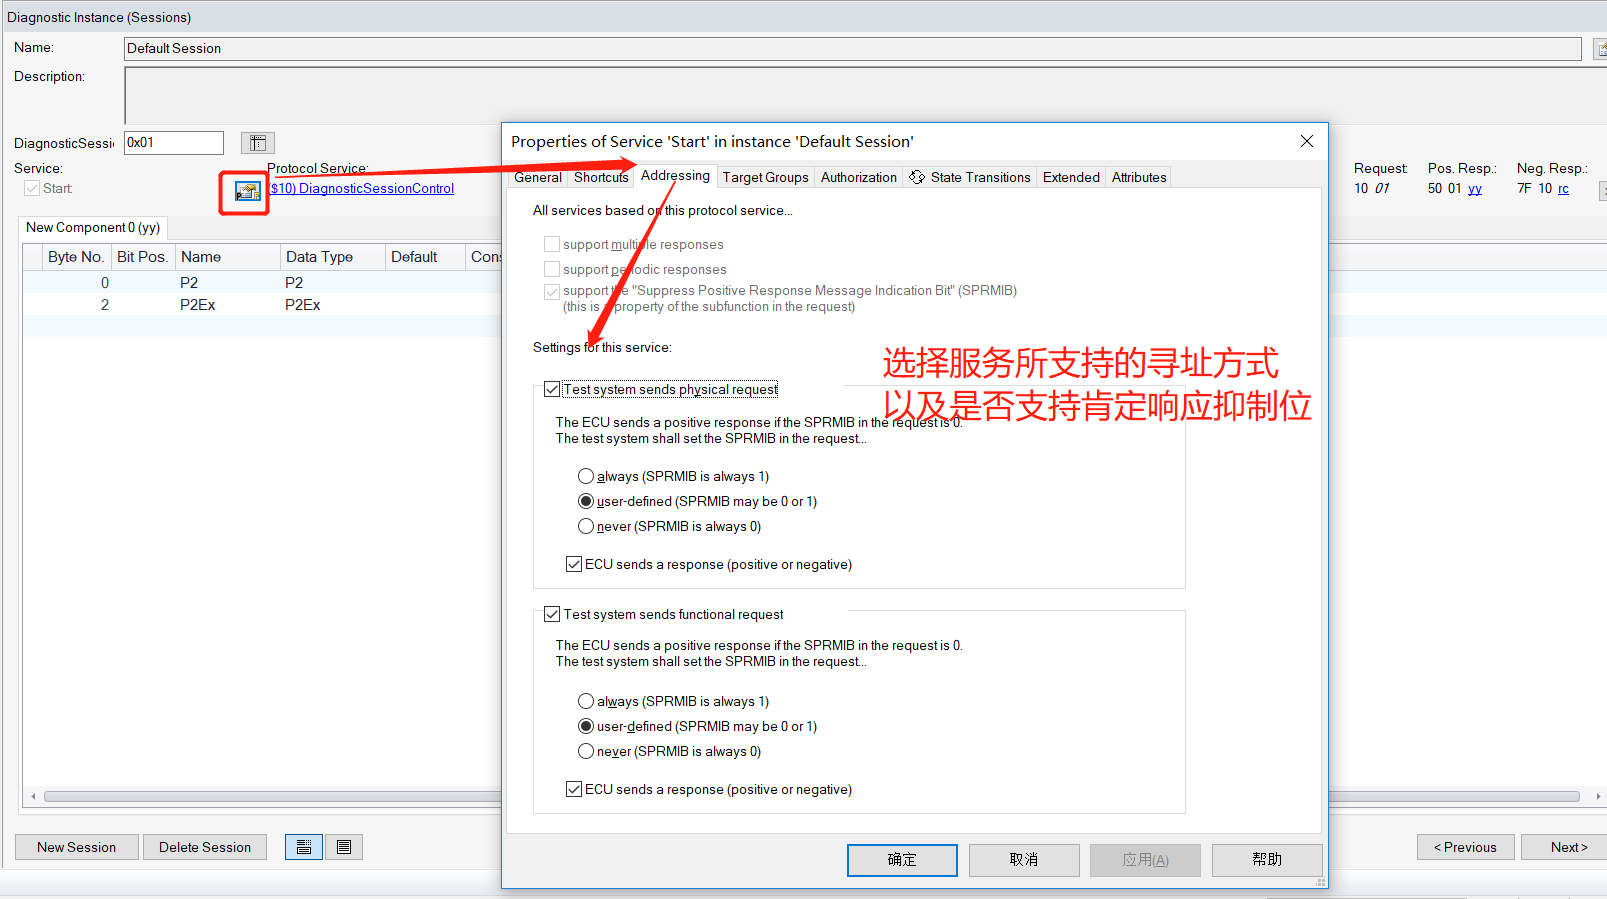 Diagnostic Instance (Sessions)
Name:
Default Session
Description:
DiagnosticSessi
0x01
Service:
Protocol Service:
Start:
($10) DiagnosticSessionControl
Request:
Pos. Resp.:
Neg. Resp.:
10 01
50 01 yy
7F 10 rc
New Component 0 (yy)
Byte No.
Bit Pos.
Name
Data Type
Default
Cons
0
P2
P2
2
P2Ex
P2Ex
Properties of Service 'Start' in instance 'Default Session'
General
Shortcuts
Addressing
Target Groups
Authorization
State Transitions
Extended
Attributes
All services based on this protocol service...
support multiple responses
support periodic responses
support the "Suppress Positive Response Message Indication Bit" (SPRMIB)
(this is a property of the subfunction in the request)
Settings for this service:
选择服务所支持的寻址方式
以及是否支持肯定响应抑制位
Test system sends physical request
The ECU sends a positive response if the SPRMIB in the request is 0.
The test system shall set the SPRMIB in the request...
always (SPRMIB is always 1)
user-defined (SPRMIB may be 0 or 1)
never (SPRMIB is always 0)
ECU sends a response (positive or negative)
Test system sends functional request
The ECU sends a positive response if the SPRMIB in the request is 0.
The test system shall set the SPRMIB in the request...
always (SPRMIB is always 1)
user-defined (SPRMIB may be 0 or 1)
never (SPRMIB is always 0)
ECU sends a response (positive or negative)
确定
取消
应用(A)
帮助
New Session
Delete Session
< Previous
Next >